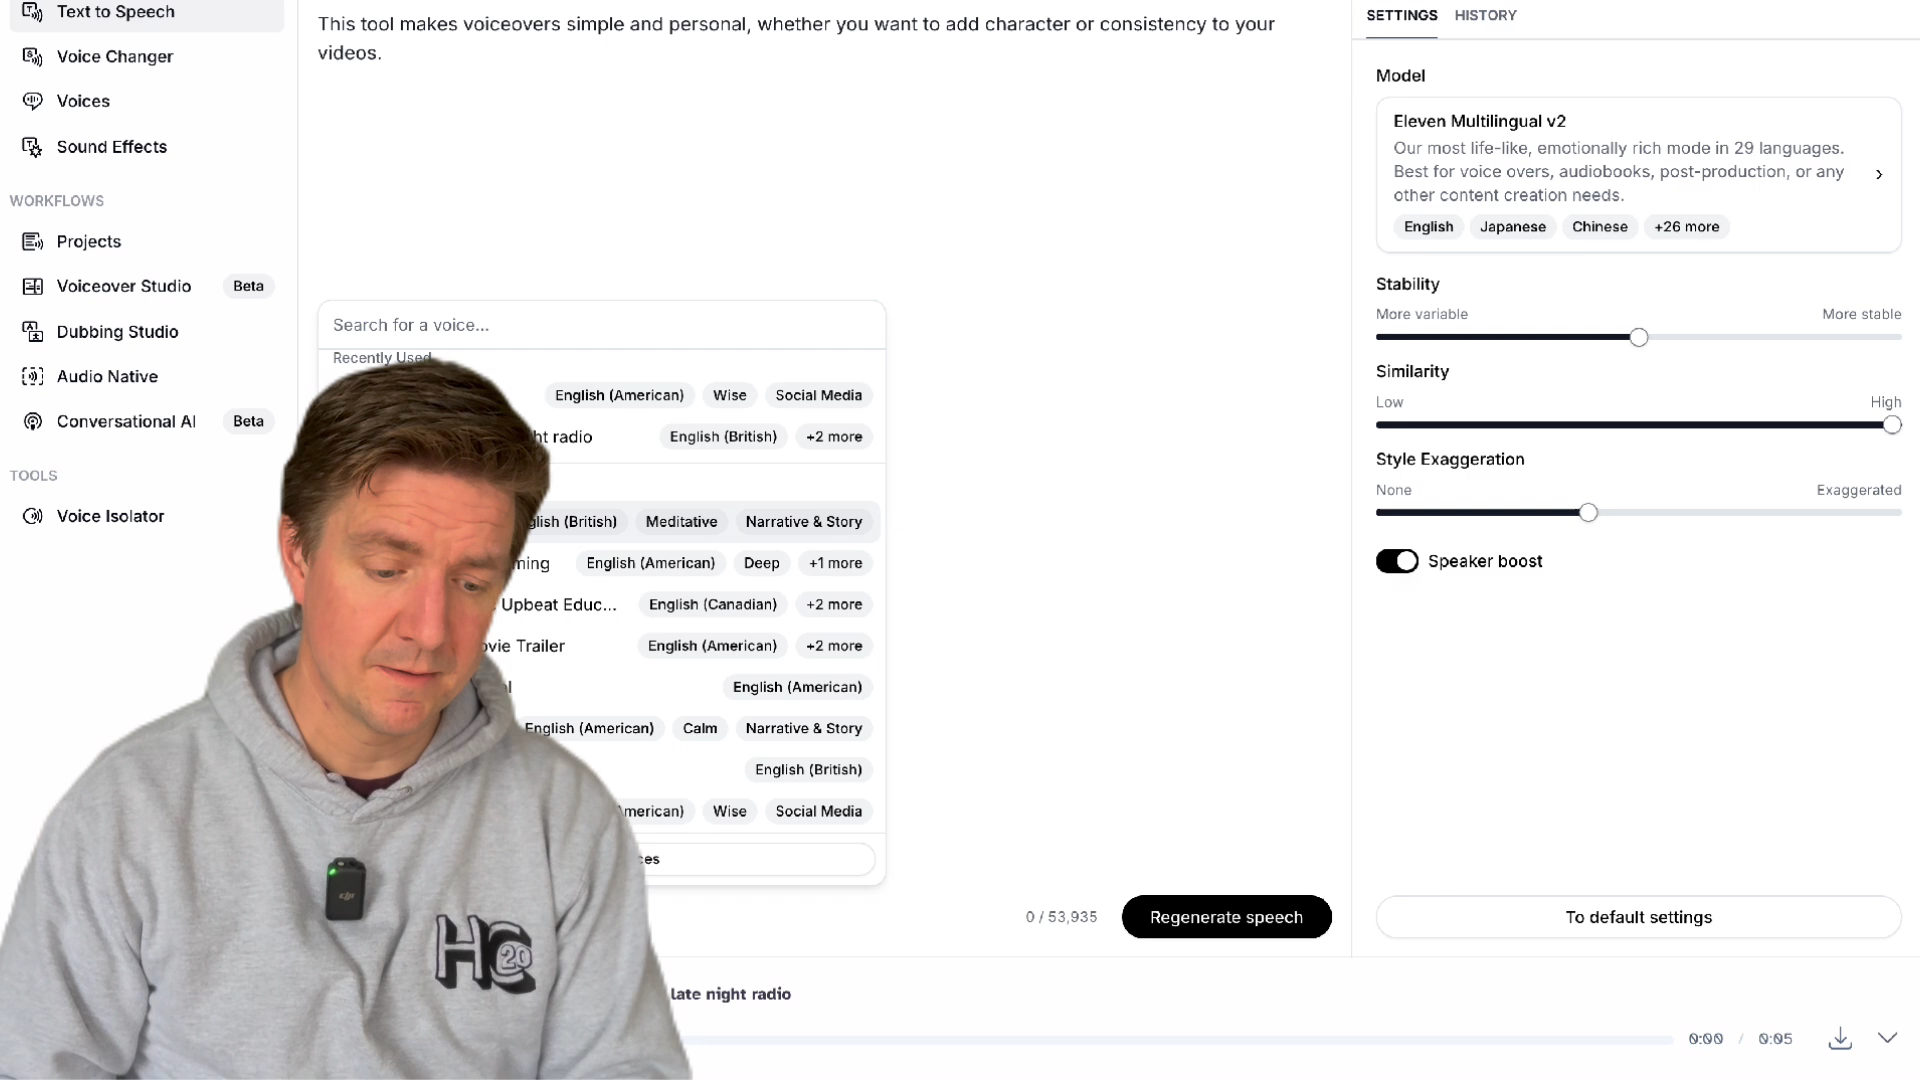 Text to Speech
Voice Changer
Voices
Sound Effects
WORKFLOWS
Projects
Voiceover Studio Beta
Dubbing Studio
Audio Native
Conversational AI Beta
TOOLS
Voice Isolator
This tool makes voiceovers simple and personal, whether you want to add character or consistency to your
videos.
Search for a voice...
Recently Used
English (American) Wise Social Media
radio English (British) +2 more
(British) Meditative Narrative & Story
English (American) Deep +1 more
Upbeat Educ... English (Canadian) +2 more
Trailer English (American) +2 more
English (American)
English (American) Calm Narrative & Story
English (British)
Wise Social Media
0 / 53,935
Regenerate speech
late night radio
0:00 / 0:05
SETTINGS HISTORY
Model
Eleven Multilingual v2
Our most life-like, emotionally rich mode in 29 languages.
Best for voice overs, audiobooks, post-production, or any
other content creation needs.
English Japanese Chinese +26 more
Stability
More variable More stable
Similarity
Low High
Style Exaggeration
None Exaggerated
Speaker boost
To default settings
dji
HC
20